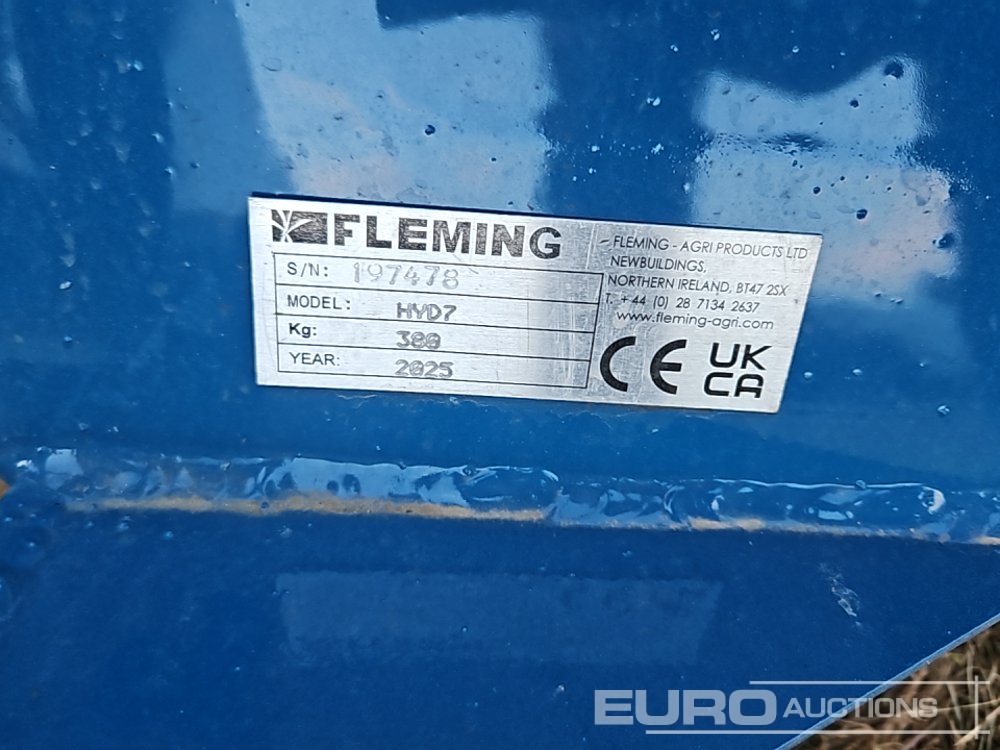 FLEMING
S/N: 197478
MODEL: HYD7
Kg: 380
YEAR: 2025
FLEMING - AGRI PRODUCTS LTD
NEWBUILDINGS,
NORTHERN IRELAND, BT47 2SX
T. +44 (0) 28 7134 2637
www.fleming-agri.com
CE
UK
CA
EURO AUCTIONS